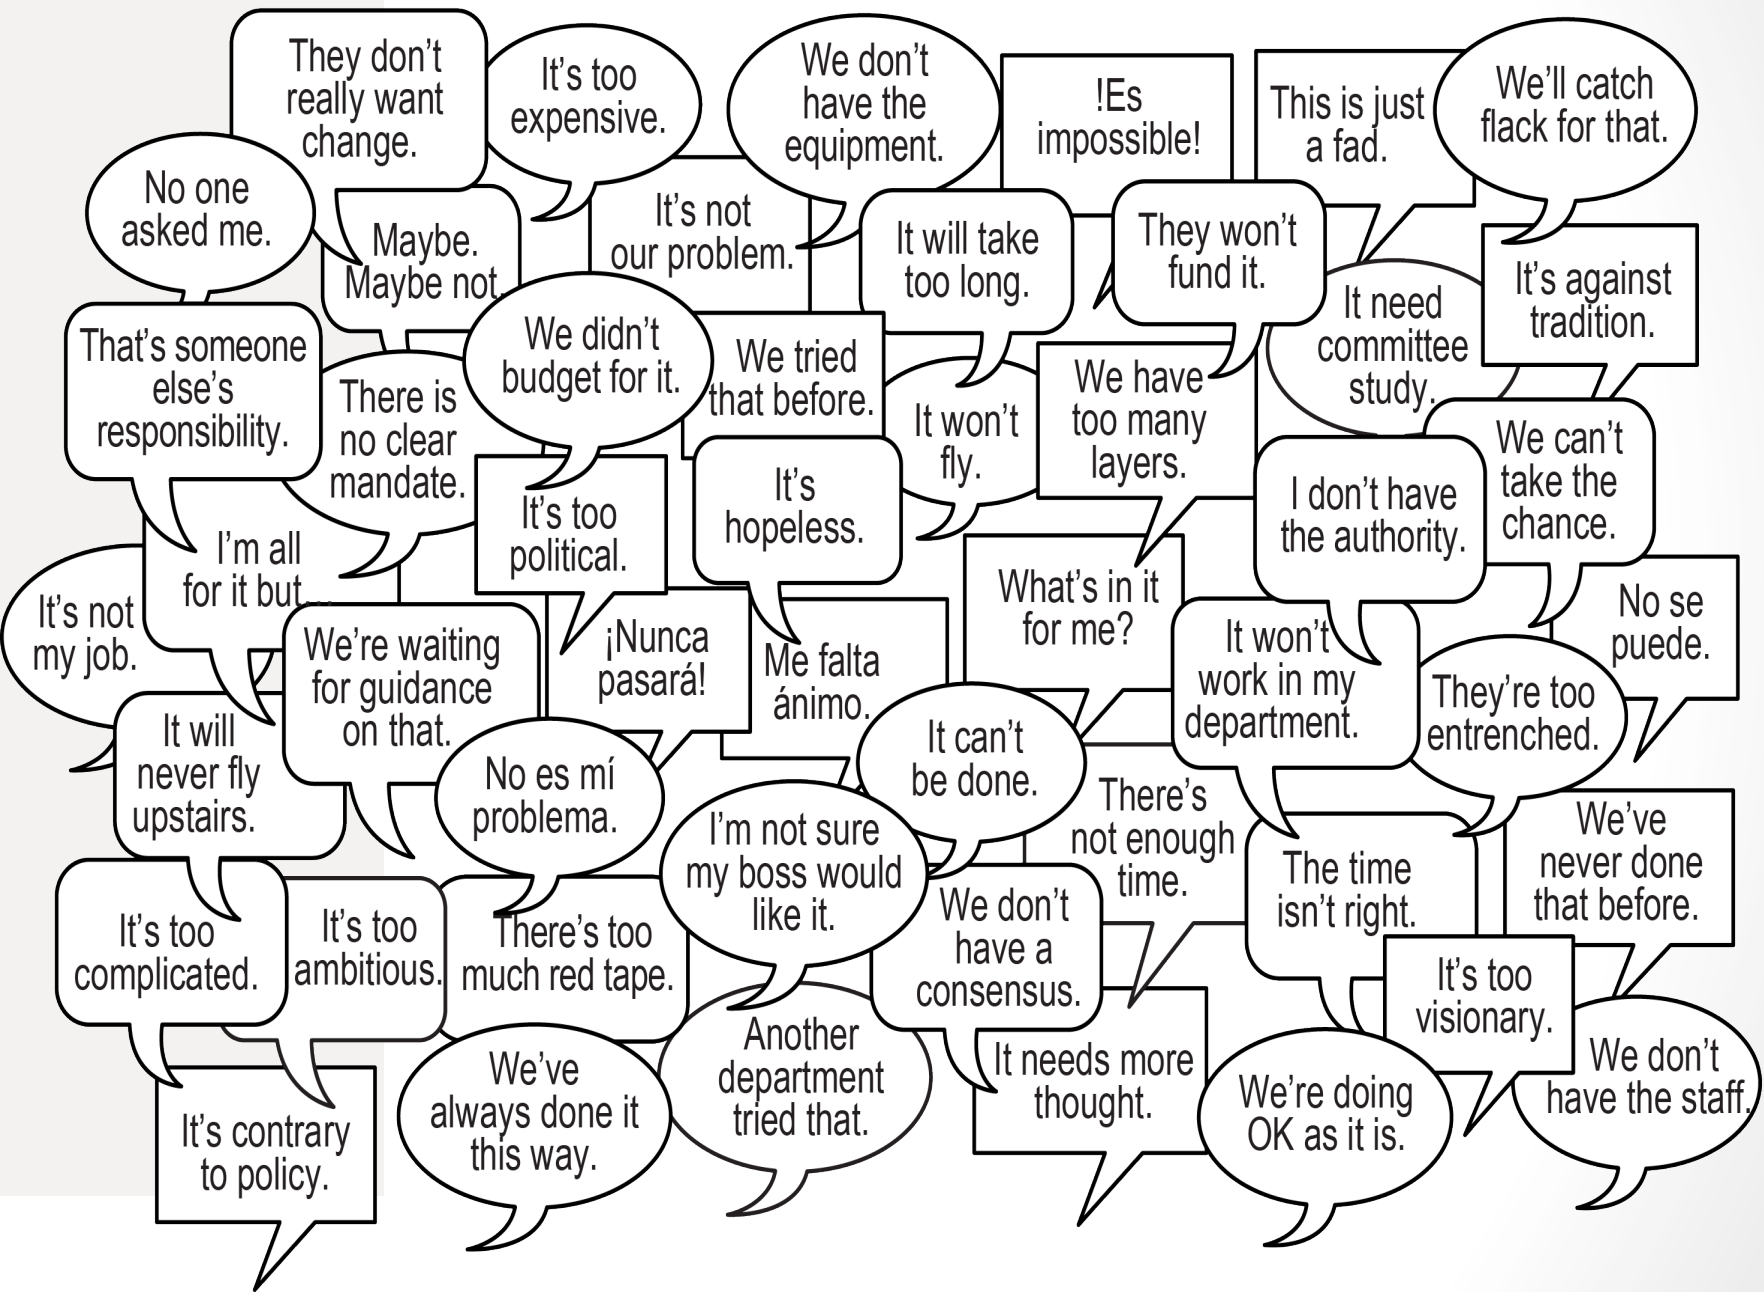 They don't
really want
change.
It's too
expensive.
We don't
have the
equipment.
!Es
impossible!
This is just
a fad.
We'll catch
flack for that.
No one
asked me.
Maybe.
Maybe not.
It's not
our problem.
It will take
too long.
They won't
fund it.
It need
committee
study.
It's against
tradition.
That's someone
else's
responsibility.
There is
no clear
mandate.
We didn't
budget for it.
We tried
that before.
It won't
fly.
We have
too many
layers.
I don't have
the authority.
We can't
take the
chance.
It's not
my job.
I'm all
for it but...
It's too
political.
It's
hopeless.
What's in it
for me?
No se
puede.
We're waiting
for guidance
on that.
¡Nunca
pasará!
Me falta
ánimo.
It won't
work in my
department.
They're too
entrenched.
It will
never fly
upstairs.
No es mí
problema.
I'm not sure
my boss would
like it.
It can't
be done.
There's
not enough
time.
The time
isn't right.
We've
never done
that before.
It's too
complicated.
It's too
ambitious.
There's too
much red tape.
We don't
have a
consensus.
It's too
visionary.
It's contrary
to policy.
We've
always done it
this way.
Another
department
tried that.
It needs more
thought.
We're doing
OK as it is.
We don't
have the staff.